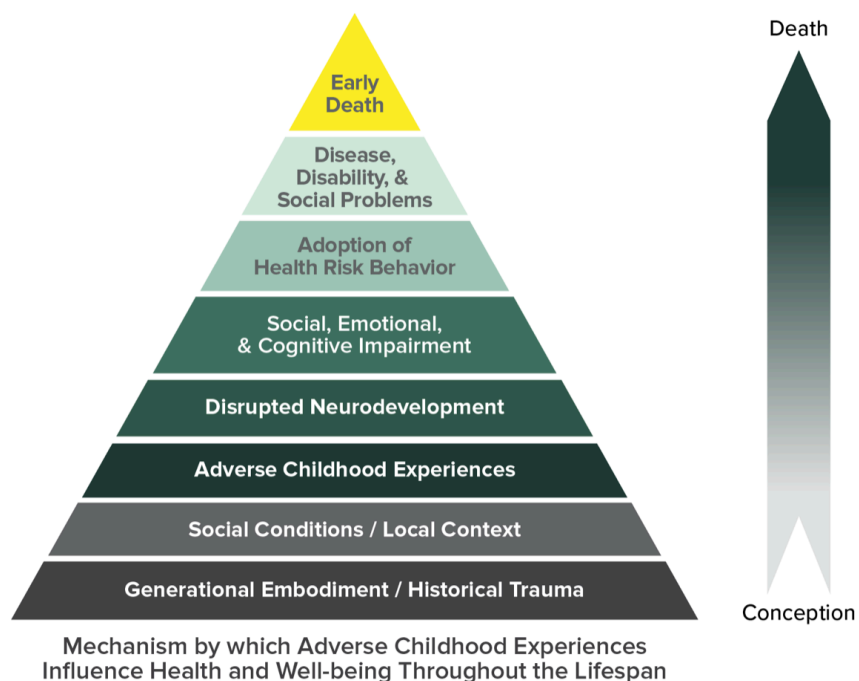 Death
Early
Death
Disease,
Disability, &
Social Problems
Adoption of
Health Risk Behavior
Social, Emotional,
& Cognitive Impairment
Disrupted Neurodevelopment
Adverse Childhood Experiences
Social Conditions / Local Context
Generational Embodiment / Historical Trauma
Conception
Mechanism by which Adverse Childhood Experiences
Influence Health and Well-being Throughout the Lifespan